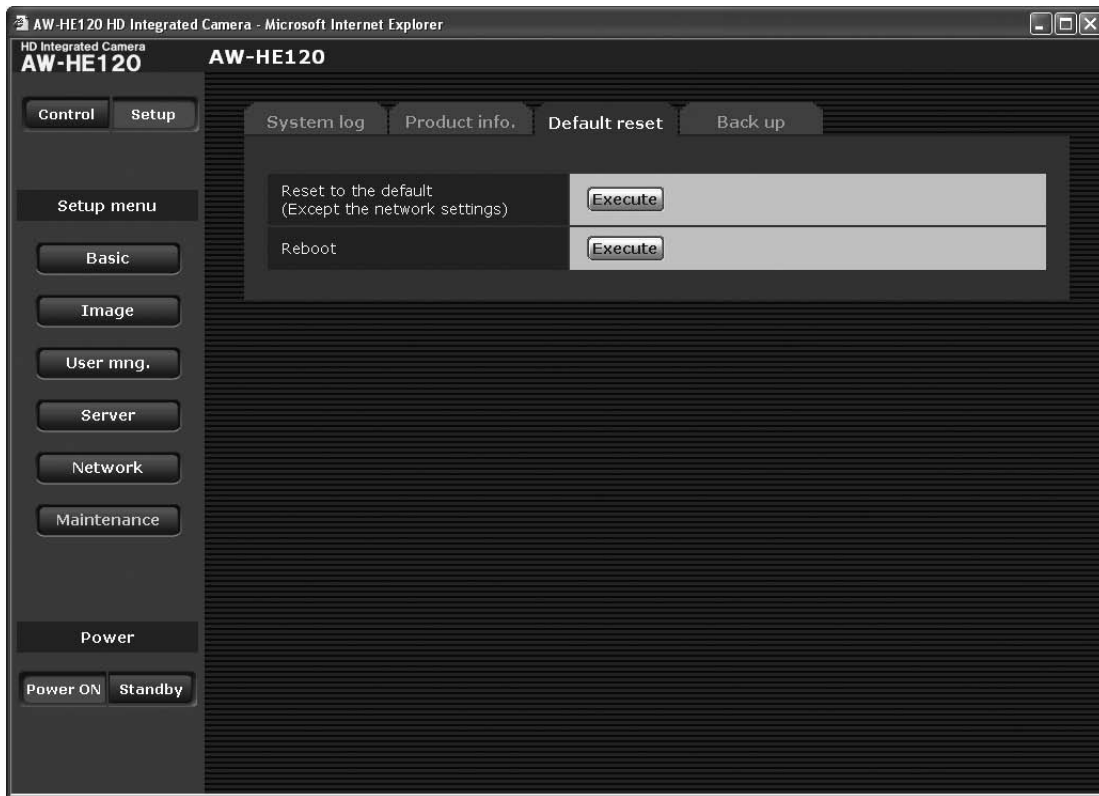 AW-HE120 HD Integrated Camera - Microsoft Internet Explorer
HD Integrated Camera
AW-HE120
AW-HE120
Control
Setup
System log
Product info.
Default reset
Back up
Reset to the default
(Except the network settings)
Execute
Reboot
Execute
Setup menu
Basic
Image
User mng.
Server
Network
Maintenance
Power
Power ON
Standby